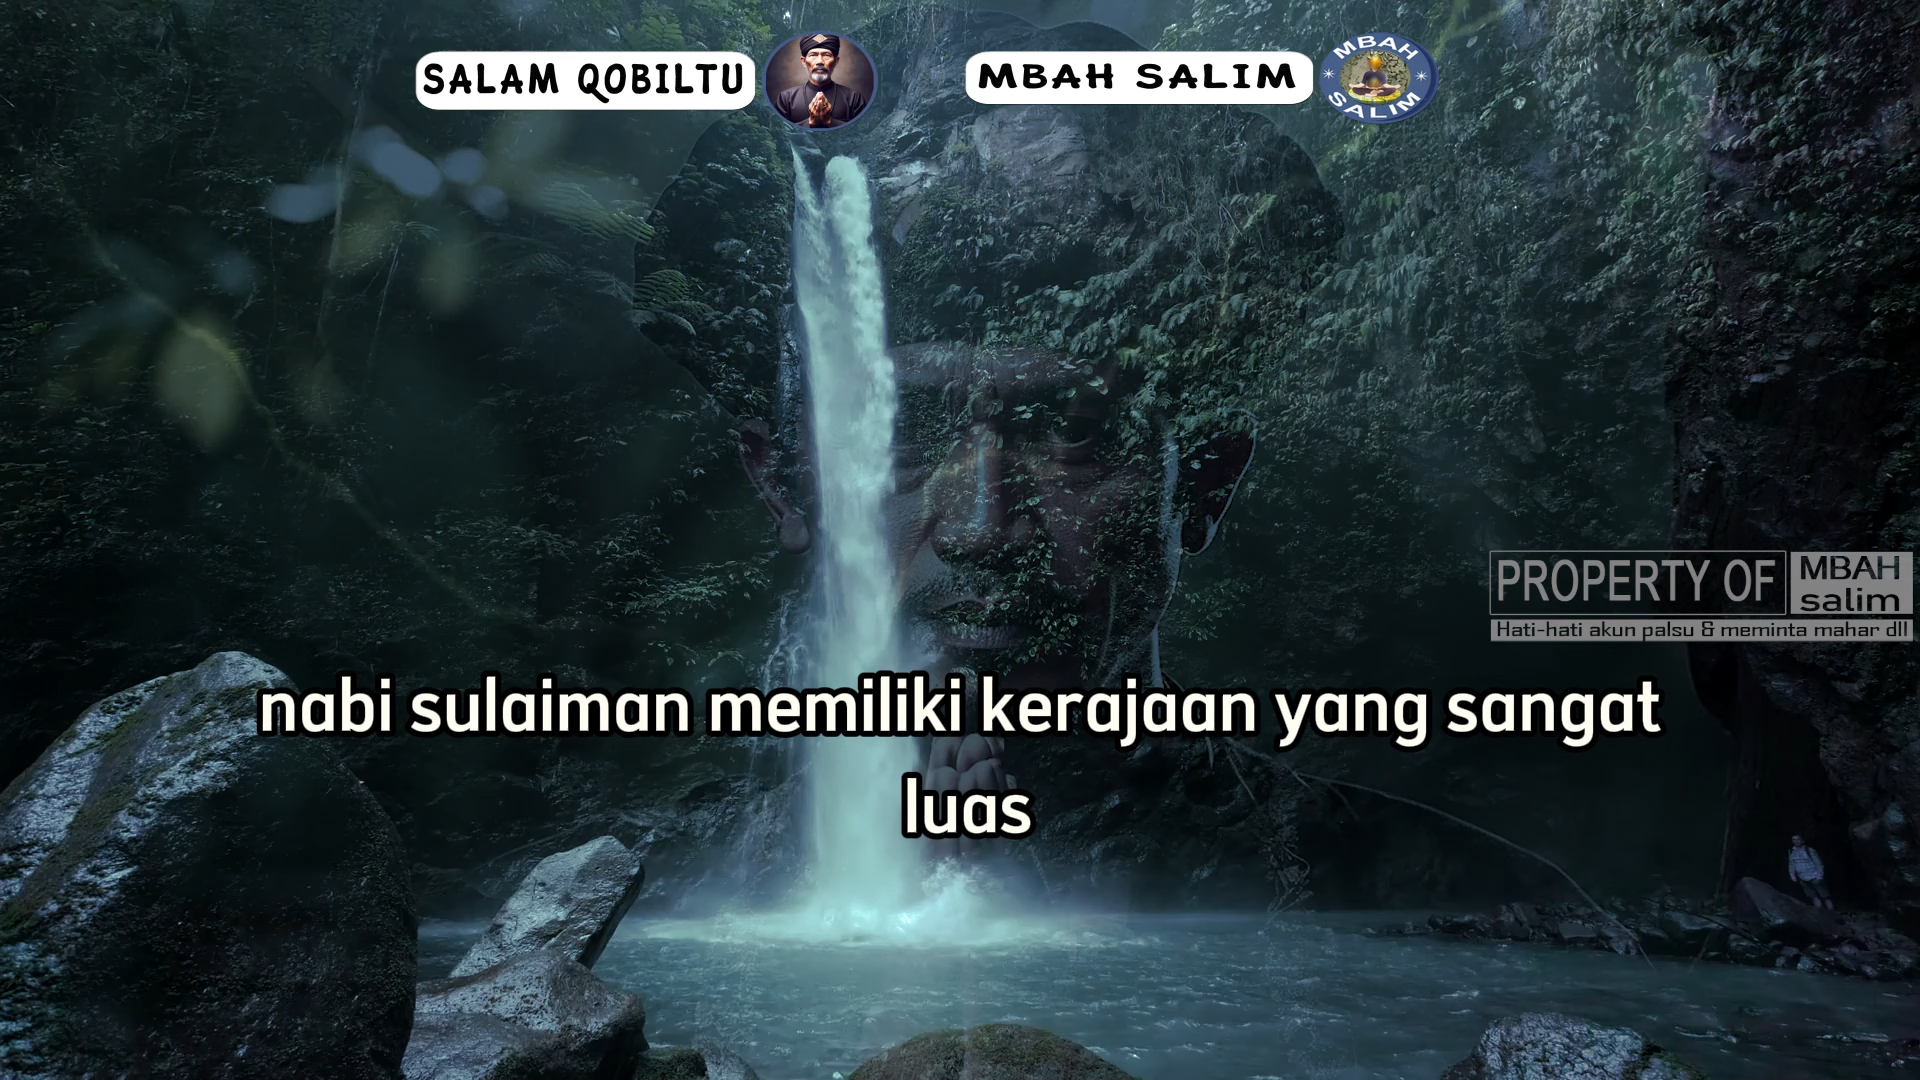 SALAM QOBILTU
MBAH SALIM
MBAH
SALIM
PROPERTY OF MBAH
salim
Hati-hati akun palsu & meminta mahar dll
nabi sulaiman memiliki kerajaan yang sangat
luas